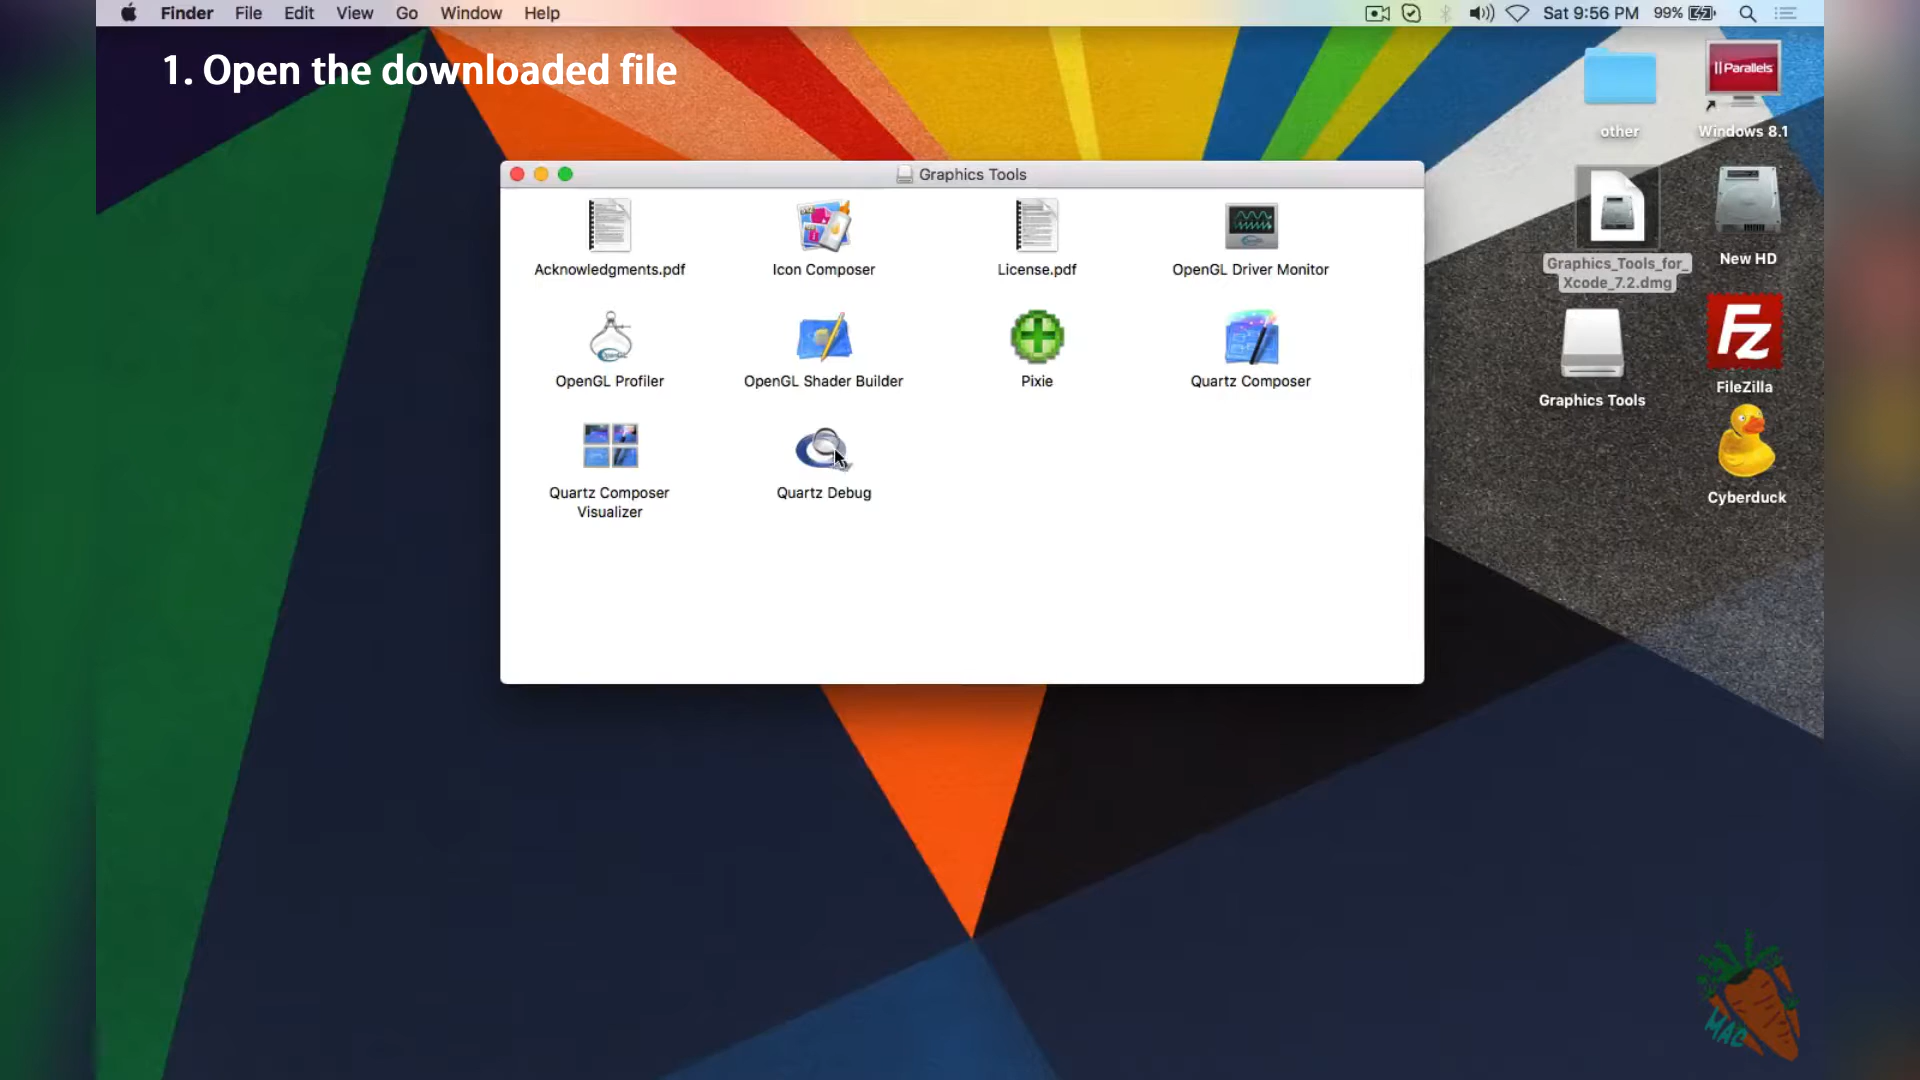 Finder File Edit View Go Window Help
Sat 9:56 PM 99%
1. Open the downloaded file
Parallels
other
Windows 8.1
Graphics Tools
Acknowledgments.pdf
Icon Composer
License.pdf
OpenGL Driver Monitor
Graphics_Tools_for_
Xcode_7.2.dmg
New HD
OpenGL Profiler
OpenGL Shader Builder
Pixie
Quartz Composer
Graphics Tools
Fz
FileZilla
Quartz Composer
Visualizer
Quartz Debug
Cyberduck
MAC